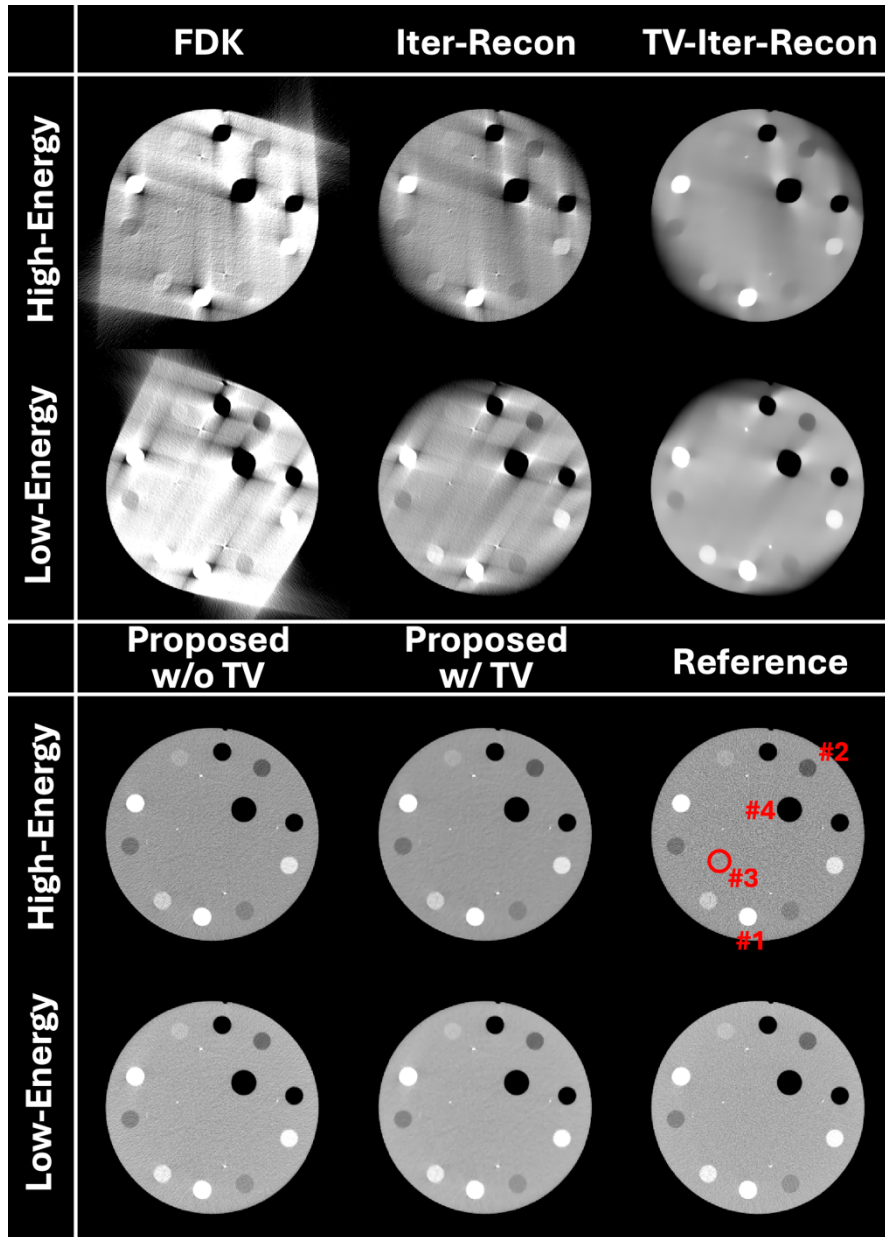 FDK
Iter-Recon
TV-Iter-Recon
High-Energy
Low-Energy
Proposed
w/o TV
Proposed
w/ TV
Reference
High-Energy
#2
#4
#3
#1
Low-Energy